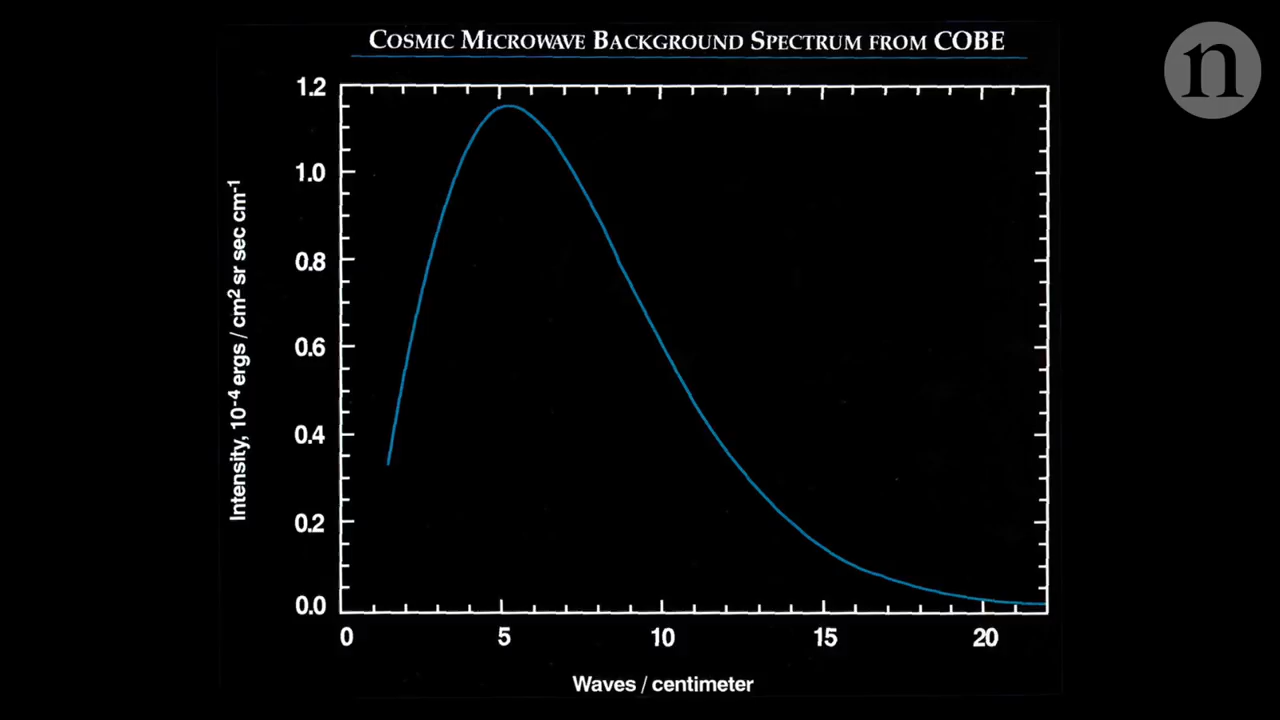 COSMIC MICROWAVE BACKGROUND SPECTRUM FROM COBE
n
1.2
1.0
0.8
0.6
0.4
0.2
0.0
Intensity, 10⁻⁴ ergs / cm² sr sec cm⁻¹
0 5 10 15 20
Waves / centimeter